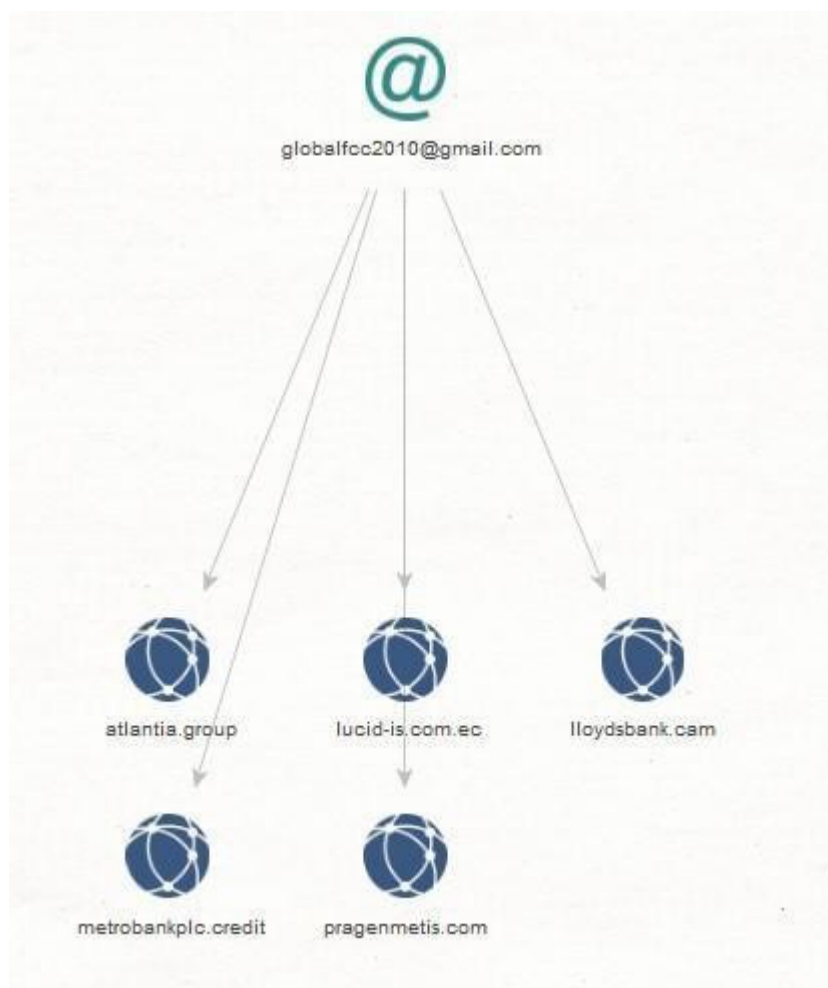 @
globalfcc2010@gmail.com
atlantia.group
lucid-is.com.ec
lloydsbank.cam
metrobankplc.credit
pragenmetis.com